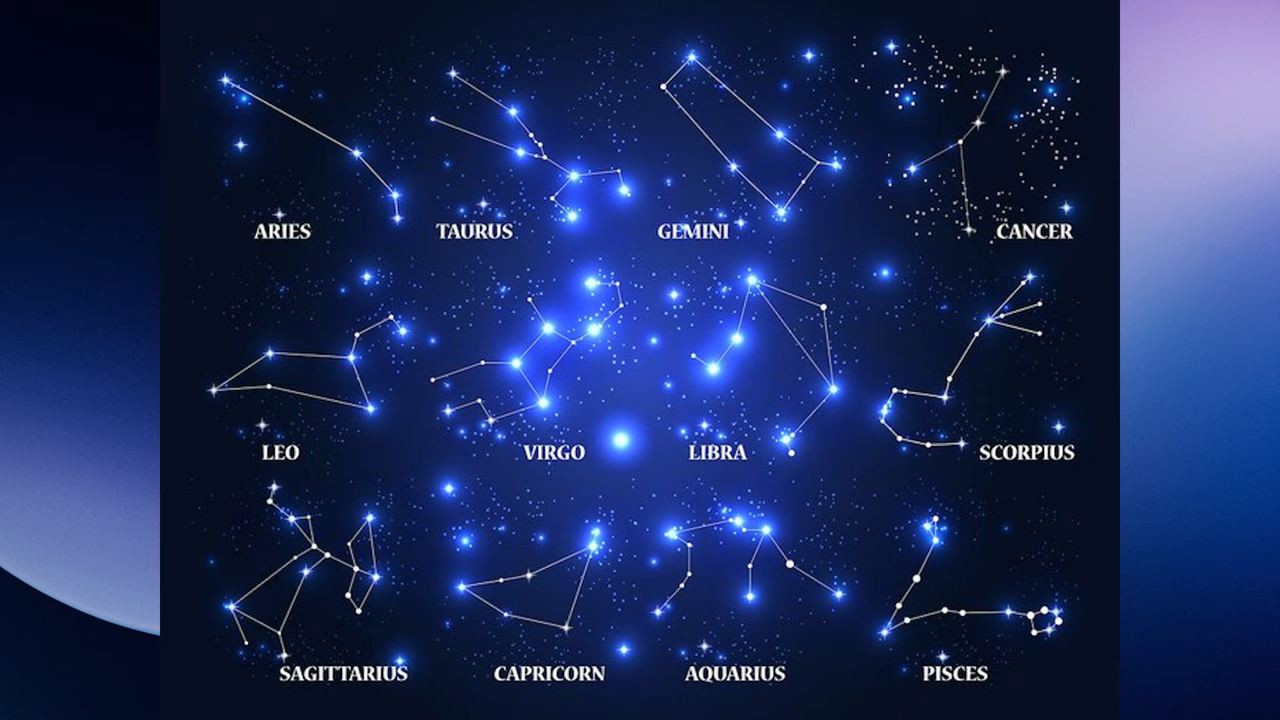 ARIES
TAURUS
GEMINI
CANCER
LEO
VIRGO
LIBRA
SCORPIUS
SAGITTARIUS
CAPRICORN
AQUARIUS
PISCES